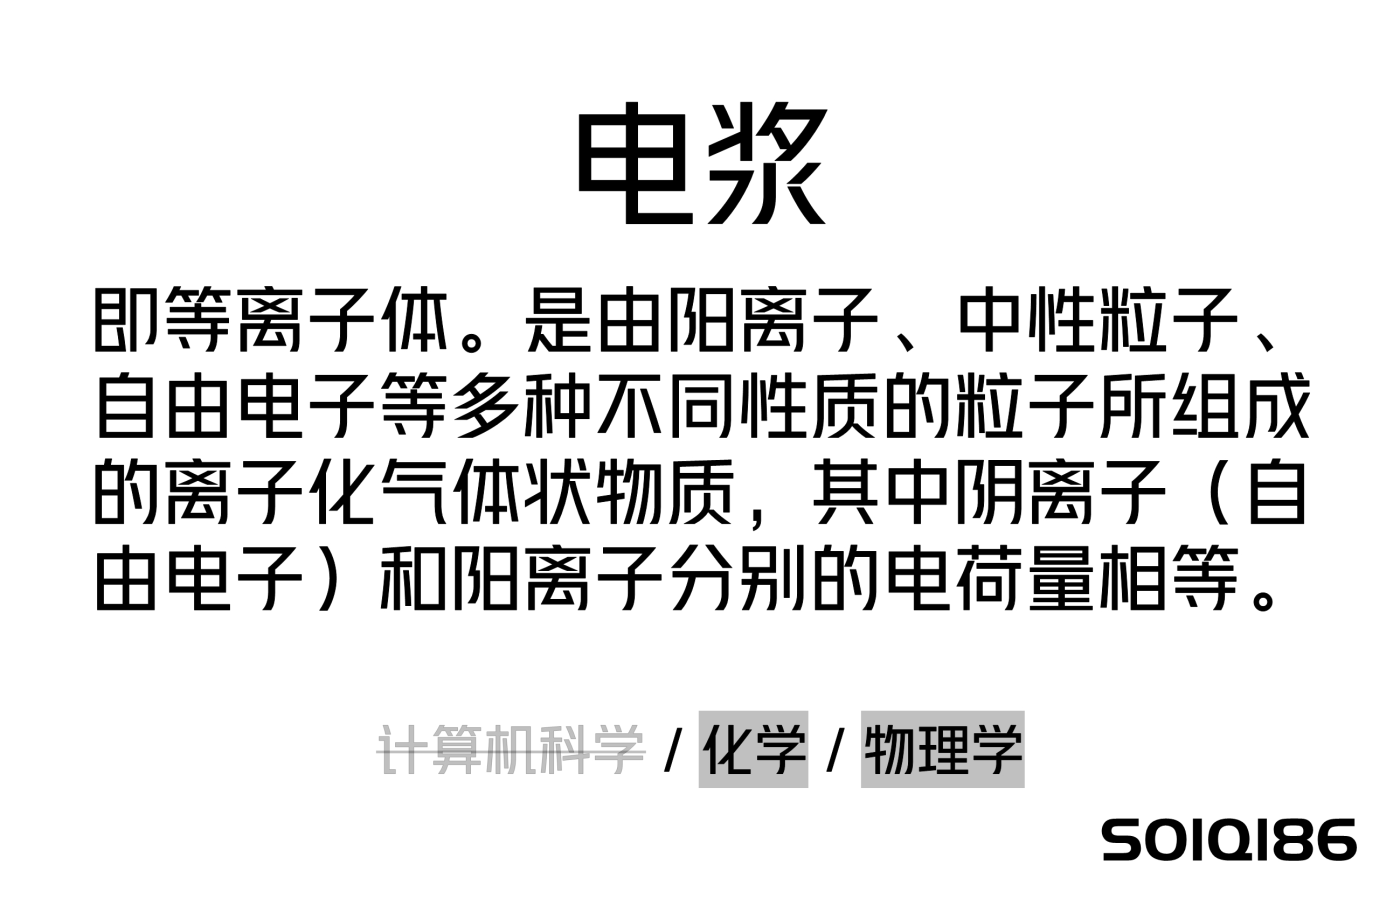 电浆
即等离子体。是由阳离子、中性粒子、
自由电子等多种不同性质的粒子所组成
的离子化气体状物质，其中阴离子（自
由电子）和阳离子分别的电荷量相等。
计算机科学 / 化学 / 物理学
SOIQI86